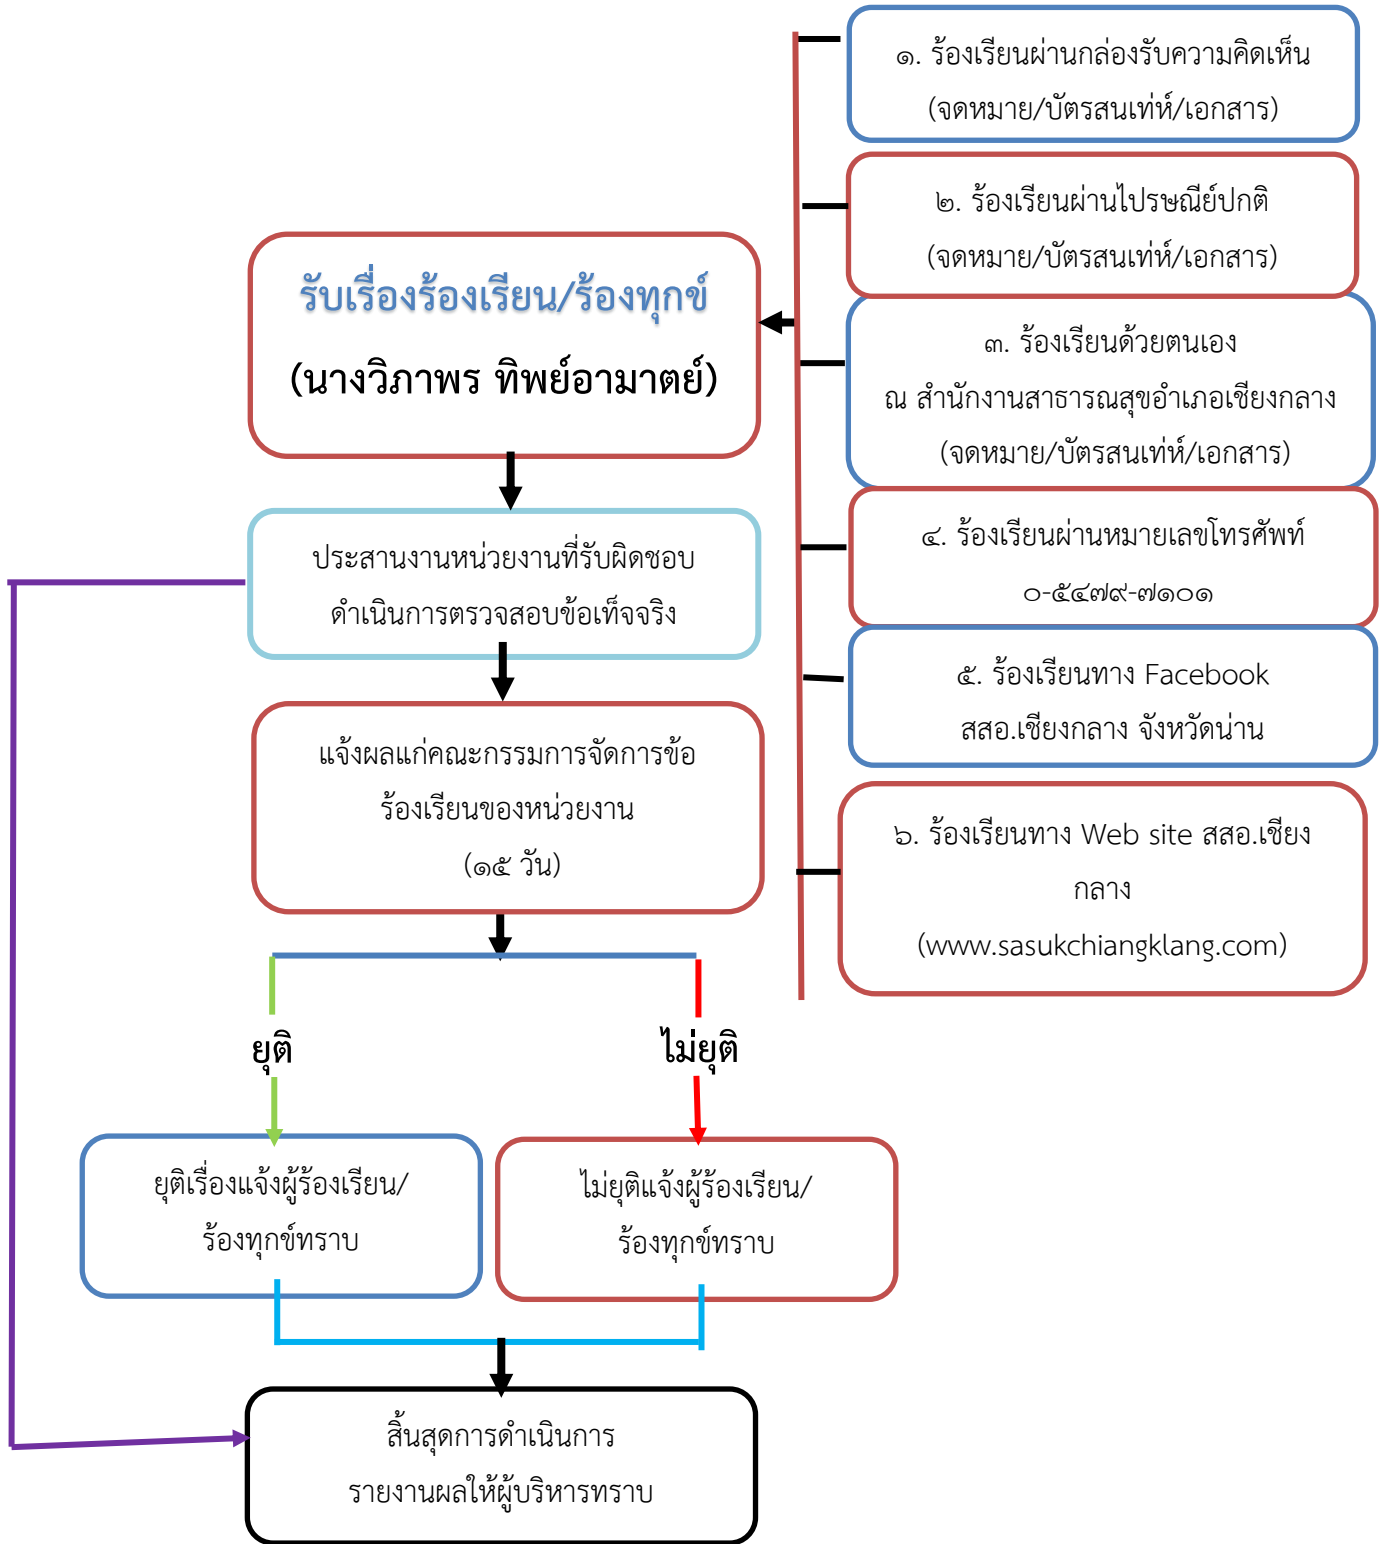 ๑. ร้องเรียนผ่านกล่องรับความคิดเห็น
(จดหมาย/บัตรสนเท่ห์/เอกสาร)
๒. ร้องเรียนผ่านไปรษณีย์ปกติ
(จดหมาย/บัตรสนเท่ห์/เอกสาร)
๓. ร้องเรียนด้วยตนเอง
ณ สำนักงานสาธารณสุขอำเภอเชียงกลาง
(จดหมาย/บัตรสนเท่ห์/เอกสาร)
๔. ร้องเรียนผ่านหมายเลขโทรศัพท์
๐-๕๔๗๙-๗๑๐๑
๕. ร้องเรียนทาง Facebook
สสอ.เชียงกลาง จังหวัดน่าน
๖. ร้องเรียนทาง Web site สสอ.เชียง
กลาง
(www.sasukchiangklang.com)
รับเรื่องร้องเรียน/ร้องทุกข์
(นางวิภาพร ทิพย์อามาตย์)
ประสานงานหน่วยงานที่รับผิดชอบ
ดำเนินการตรวจสอบข้อเท็จจริง
แจ้งผลแก่คณะกรรมการจัดการข้อ
ร้องเรียนของหน่วยงาน
(๑๕ วัน)
ยุติ
ไม่ยุติ
ยุติเรื่องแจ้งผู้ร้องเรียน/
ร้องทุกข์ทราบ
ไม่ยุติแจ้งผู้ร้องเรียน/
ร้องทุกข์ทราบ
สิ้นสุดการดำเนินการ
รายงานผลให้ผู้บริหารทราบ